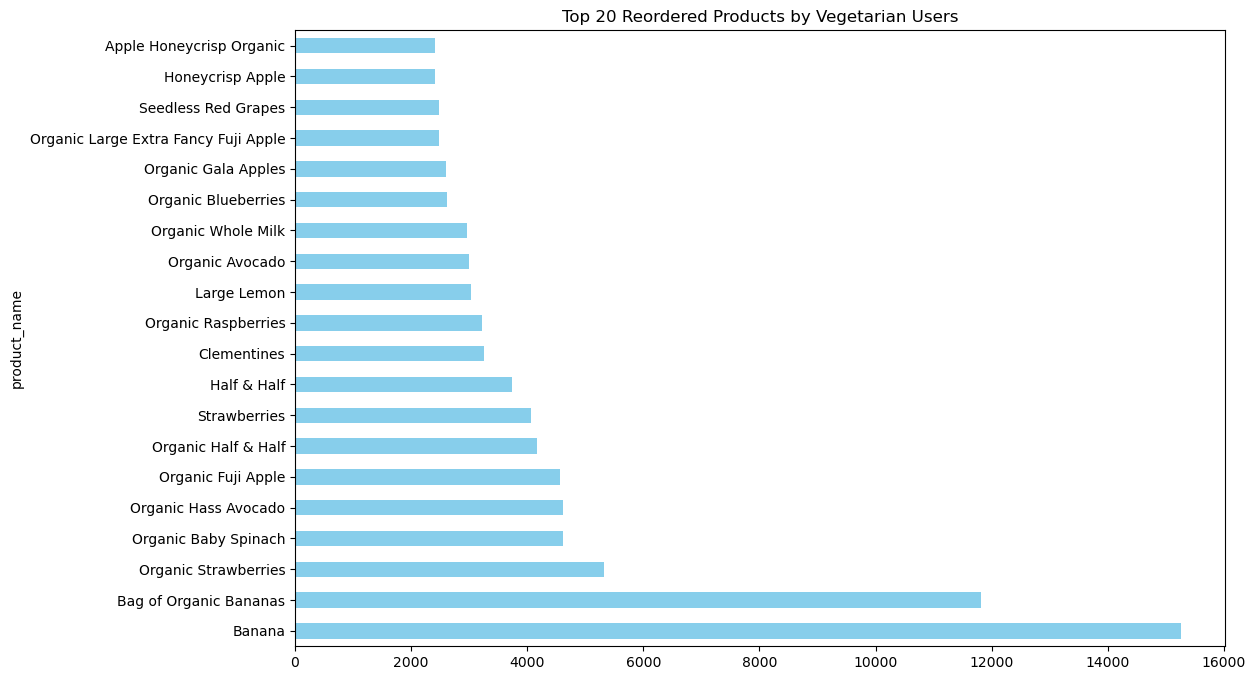 Top 20 Reordered Products by Vegetarian Users
product_name
Apple Honeycrisp Organic
Honeycrisp Apple
Seedless Red Grapes
Organic Large Extra Fancy Fuji Apple
Organic Gala Apples
Organic Blueberries
Organic Whole Milk
Organic Avocado
Large Lemon
Organic Raspberries
Clementines
Half & Half
Strawberries
Organic Half & Half
Organic Fuji Apple
Organic Hass Avocado
Organic Baby Spinach
Organic Strawberries
Bag of Organic Bananas
Banana
0 2000 4000 6000 8000 10000 12000 14000 16000